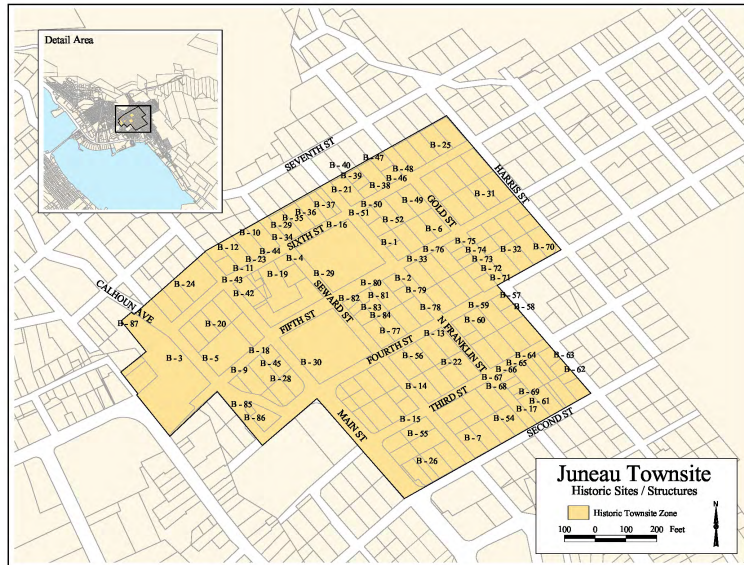 Detail Area
SEVENTH ST
B - 47
B - 40
B - 25
B - 48
B - 39
B - 46
B - 38
B - 21
B - 31
HARRIS ST
B - 49
GOLD ST
B - 37
B - 50
B - 36
B - 51
B - 35
B - 52
B - 16
B - 29
B - 6
B - 10
B - 34
SIXTH ST
B - 1
B - 75
B - 12
B - 76
B - 74
B - 32
B - 70
B - 44
B - 4
B - 23
B - 33
B - 73
B - 11
B - 19
B - 29
B - 72
B - 43
B - 2
B - 71
B - 24
B - 80
B - 42
SEWARD ST
B - 79
B - 82
B - 81
B - 57
CALHOUN AVE
B - 83
B - 78
B - 59
B - 58
B - 84
B - 87
B - 20
FIFTH ST
B - 60
B - 77
B - 13
N FRANKLIN ST
B - 18
FOURTH ST
B - 3
B - 5
B - 56
B - 64
B - 63
B - 45
B - 30
B - 22
B - 65
B - 9
B - 66
B - 62
B - 28
B - 67
B - 14
B - 68
B - 69
THIRD ST
B - 61
B - 85
B - 17
B - 86
MAIN ST
B - 15
B - 54
SECOND ST
B - 55
B - 7
B - 26
Juneau Townsite
Historic Sites / Structures
Historic Townsite Zone
100 0 100 200 Feet
N